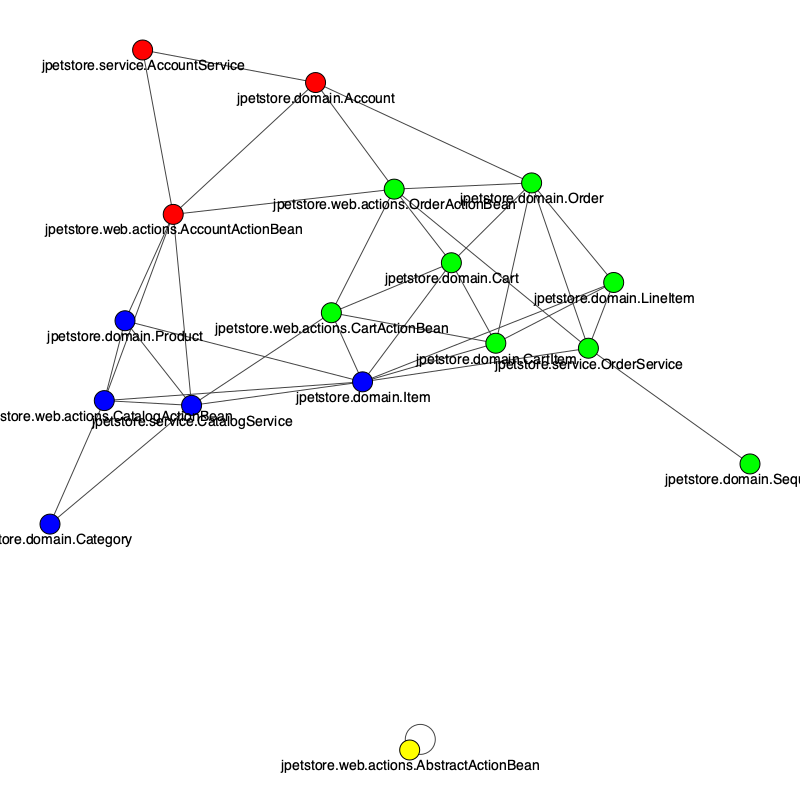 jpetstore.service.AccountService
jpetstore.domain.Account
jpetstore.web.actions.OrderActionBean
jpetstore.domain.Order
jpetstore.web.actions.AccountActionBean
jpetstore.domain.Cart
jpetstore.domain.LineItem
jpetstore.web.actions.CartActionBean
jpetstore.domain.Product
jpetstore.domain.CartItem
jpetstore.service.OrderService
jpetstore.domain.Item
store.web.actions.CatalogActionBean
jpetstore.service.CatalogService
jpetstore.domain.Sequ
tore.domain.Category
jpetstore.web.actions.AbstractActionBean